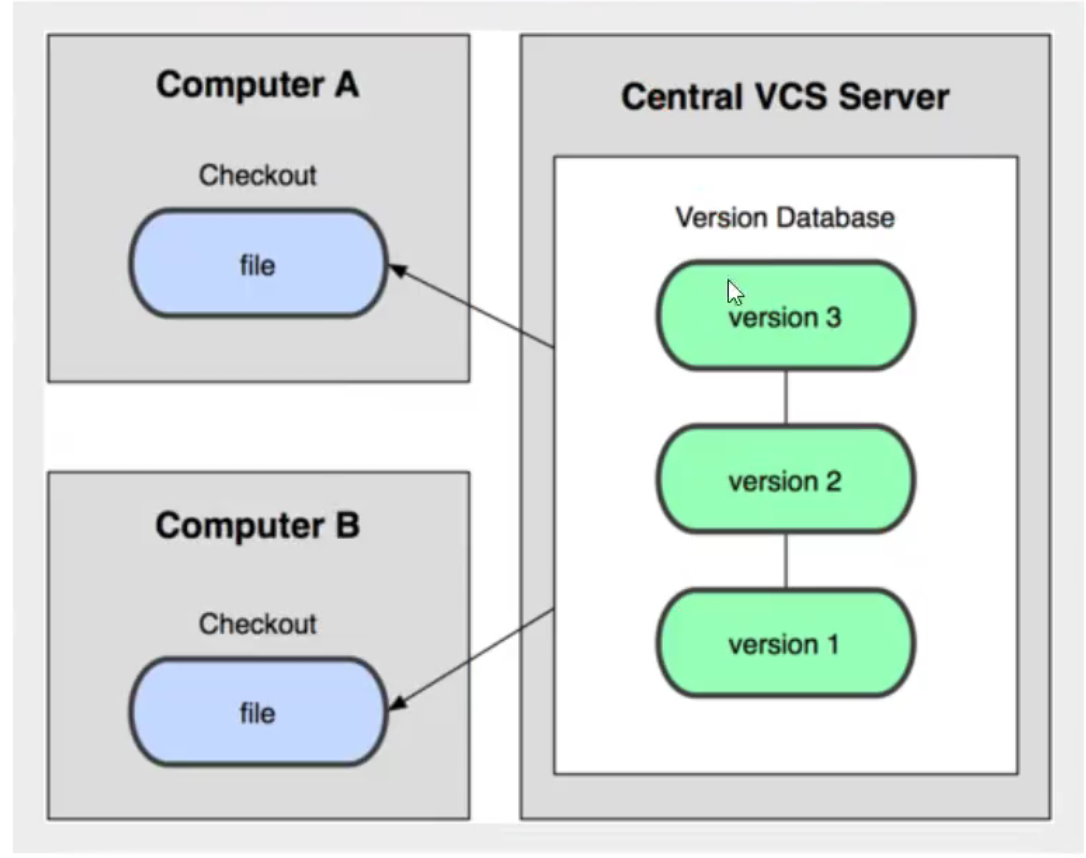 Computer A
Checkout
file
Computer B
Checkout
file
Central VCS Server
Version Database
version 3
version 2
version 1